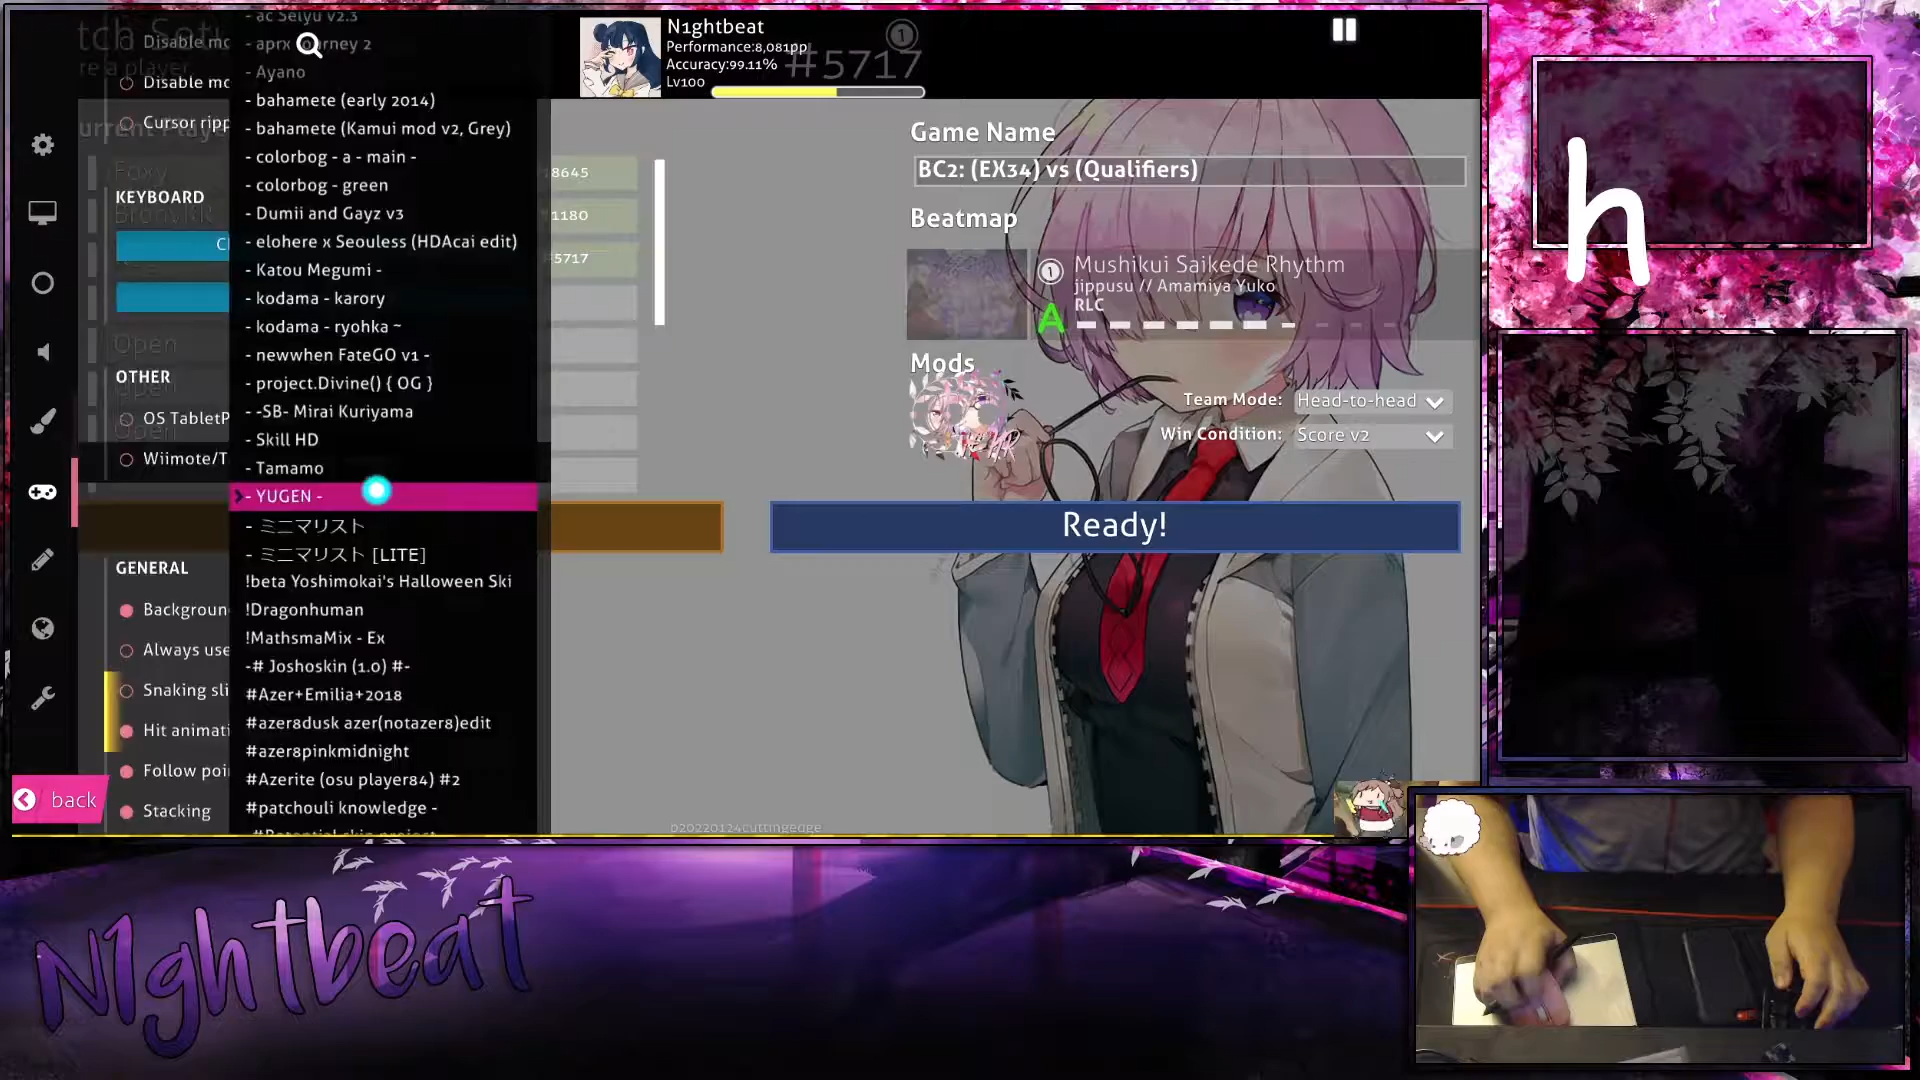 - ac Seiyu v2.3
- aprx journey 2
- Ayano
- bahamete (early 2014)
- bahamete (Kamui mod v2, Grey)
- colorbog - a - main -
- colorbog - green
- Dumii and Gayz v3
- elohere x Seouless (HDAcai edit)
- Katou Megumi -
- kodama - karory
- kodama - ryohka ~
- newwhen FateGO v1 -
- project.Divine() { OG }
- -SB- Mirai Kuriyama
- Skill HD
- Tamamo
- YUGEN -
- ミニマリスト
- ミニマリスト [LITE]
!beta Yoshimokai's Halloween Ski
!Dragonhuman
!MathsmaMix - Ex
-# Joshoskin (1.0) #-
#Azer+Emilia+2018
#azer8dusk azer(notazer8)edit
#azer8pinkmidnight
#Azerite (osu player84) #2
#patchouli knowledge -
Disable mo
Disable mo
Cursor ripp
KEYBOARD
OTHER
OS TabletP
Wiimote/T
GENERAL
Backgroun
Always use
Snaking sli
Hit animati
Follow poi
Stacking
back
Foxy
Open
8645
1180
5717
N1ghtbeat
Performance:8,081pp
Accuracy:99.11%
Lv100
1
#5717
Game Name
BC2: (EX34) vs (Qualifiers)
Beatmap
Mushikui Saikede Rhythm
jippusu // Amamiya Yuko
RLC
A
Mods
Team Mode: Head-to-head
Win Condition: Score v2
Ready!
b20220124cuttingedge
h
N1ghtbeat